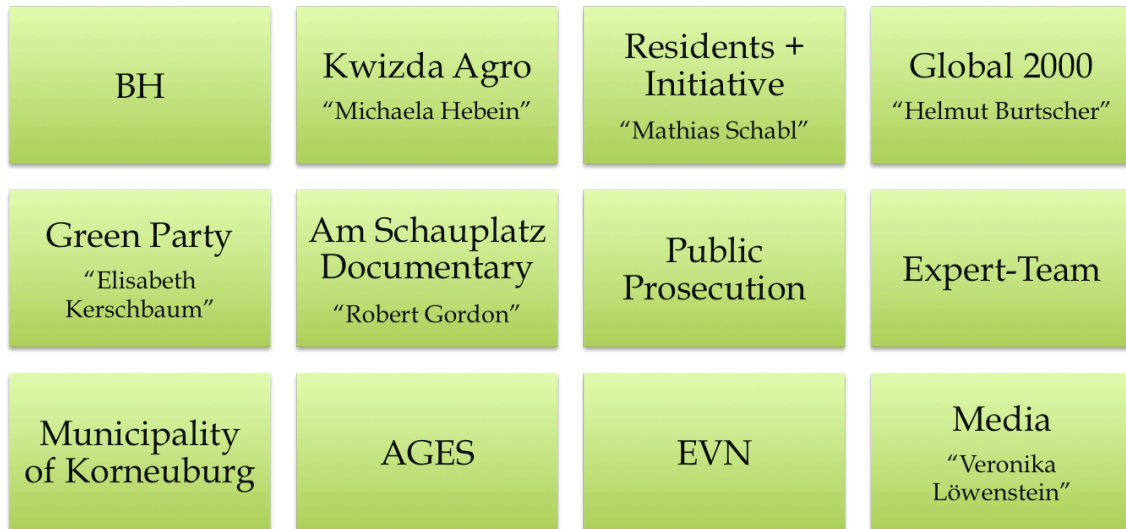 BH
Kwizda Agro
“Michaela Hebein”
Residents +
Initiative
“Mathias Schabl”
Global 2000
“Helmut Burtscher”
Green Party
“Elisabeth
Kerschbaum”
Am Schauplatz
Documentary
“Robert Gordon”
Public
Prosecution
Expert-Team
Municipality
of Korneuburg
AGES
EVN
Media
“Veronika
Löwenstein”